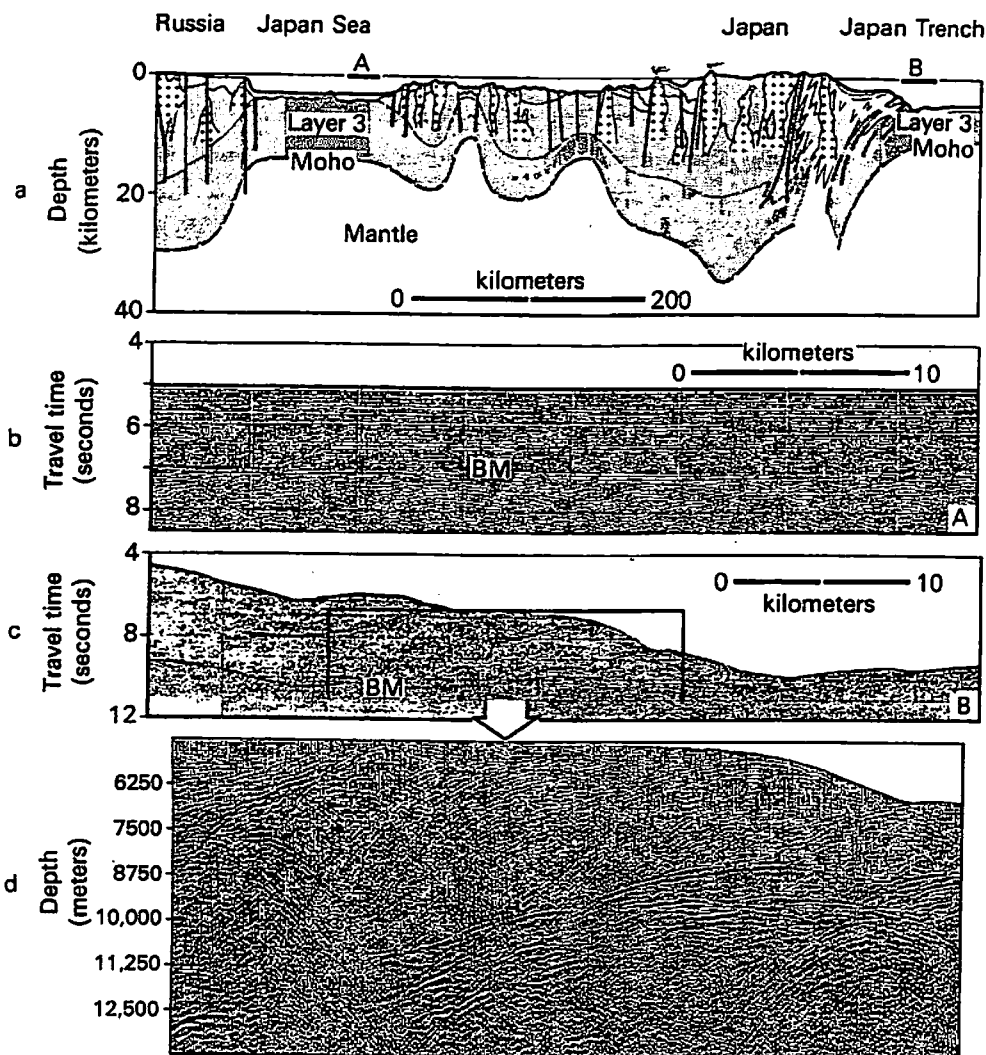 Russia Japan Sea Japan Japan Trench
A B
0
20
40
a
Depth
(kilometers)
Layer 3
Moho
Layer 3
Moho
Mantle
kilometers
0 200
4
6
8
b
Travel time
(seconds)
kilometers
0 10
BM
A
4
8
12
c
Travel time
(seconds)
0 10
kilometers
BM
B
6250
7500
8750
10,000
11,250
12,500
d
Depth
(meters)